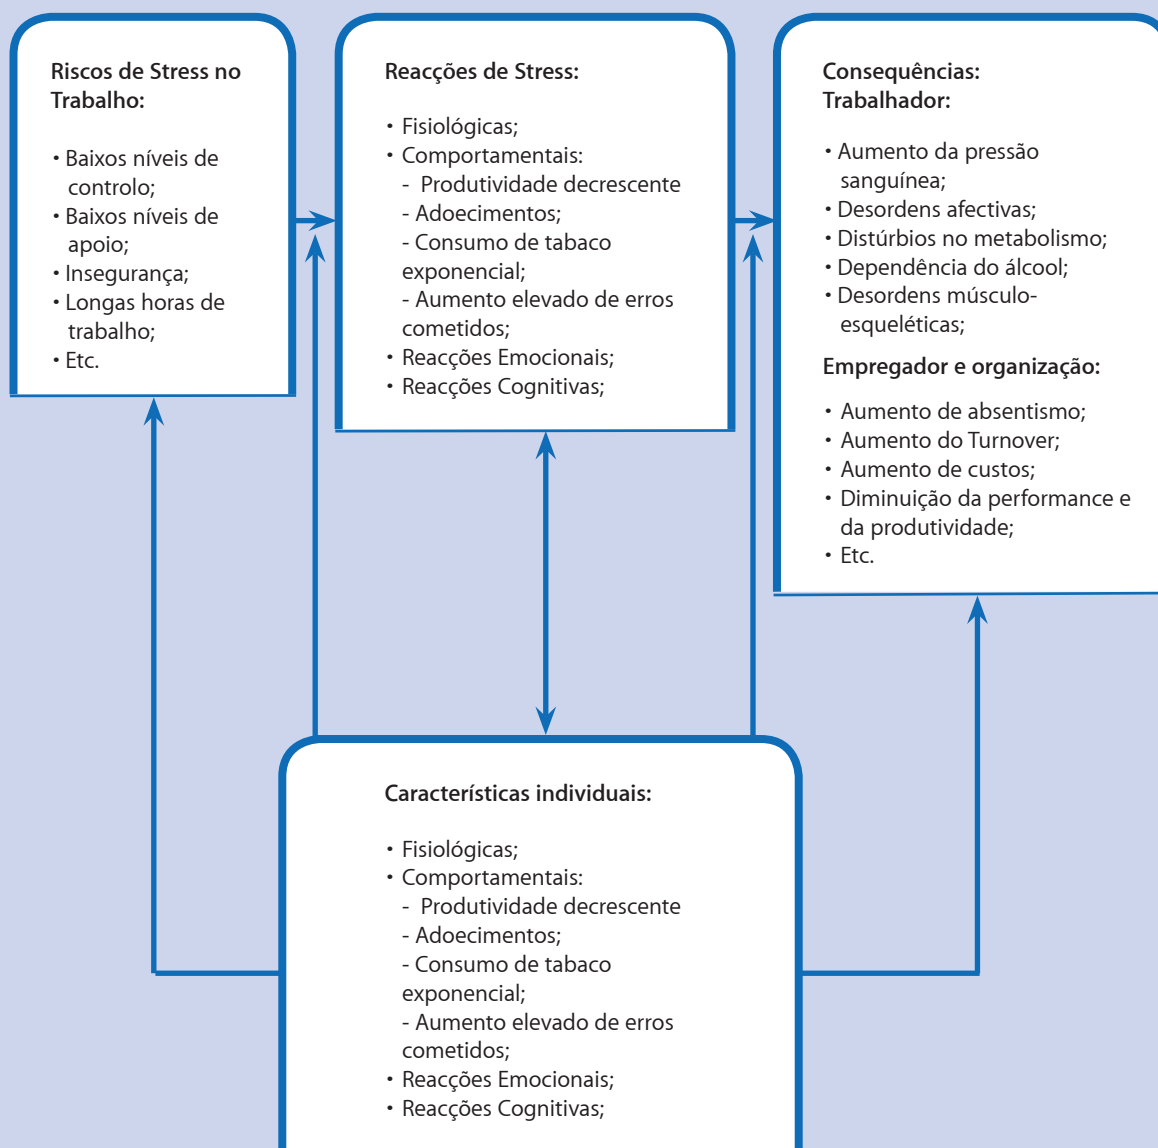 Riscos de Stress no
Trabalho:
• Baixos níveis de
controlo;
• Baixos níveis de
apoio;
• Insegurança;
• Longas horas de
trabalho;
• Etc.
Reacções de Stress:
• Fisiológicas;
• Comportamentais:
- Produtividade decrescente
- Adoecimentos;
- Consumo de tabaco
exponencial;
- Aumento elevado de erros
cometidos;
• Reacções Emocionais;
• Reacções Cognitivas;
Consequências:
Trabalhador:
• Aumento da pressão
sanguínea;
• Desordens afectivas;
• Distúrbios no metabolismo;
• Dependência do álcool;
• Desordens músculo-
esqueléticas;
Empregador e organização:
• Aumento de absentismo;
• Aumento do Turnover;
• Aumento de custos;
• Diminuição da performance e
da produtividade;
• Etc.
Características individuais:
• Fisiológicas;
• Comportamentais:
- Produtividade decrescente
- Adoecimentos;
- Consumo de tabaco
exponencial;
- Aumento elevado de erros
cometidos;
• Reacções Emocionais;
• Reacções Cognitivas;